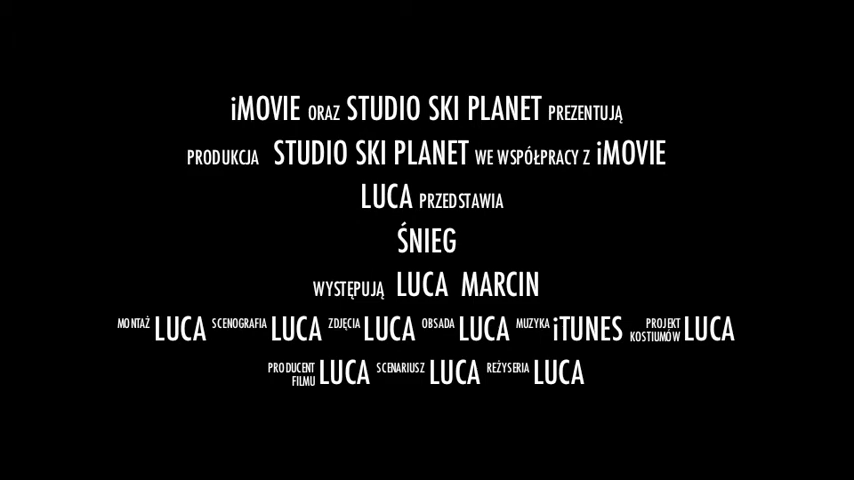 iMOVIE ORAZ STUDIO SKI PLANET PREZENTUJĄ
PRODUKCJA STUDIO SKI PLANET WE WSPÓŁPRACY Z iMOVIE
LUCA PRZEDSTAWIA
ŚNIEG
WYSTĘPUJĄ LUCA MARCIN
MONTAŻ LUCA SCENOGRAFIA LUCA ZDJĘCIA LUCA OBSADA LUCA MUZYKA iTUNES PROJEKT KOSTIUMÓW LUCA
PRODUCENT FILMU LUCA SCENARIUSZ LUCA REŻYSERIA LUCA